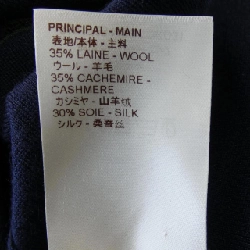 PRINCIPAL - MAIN
表地/本体 - 主料
35% LAINE - WOOL
ウール - 羊毛
35% CACHEMIRE -
CASHMERE
カシミヤ - 山羊绒
30% SOIE - SILK
シルク - 桑蚕丝